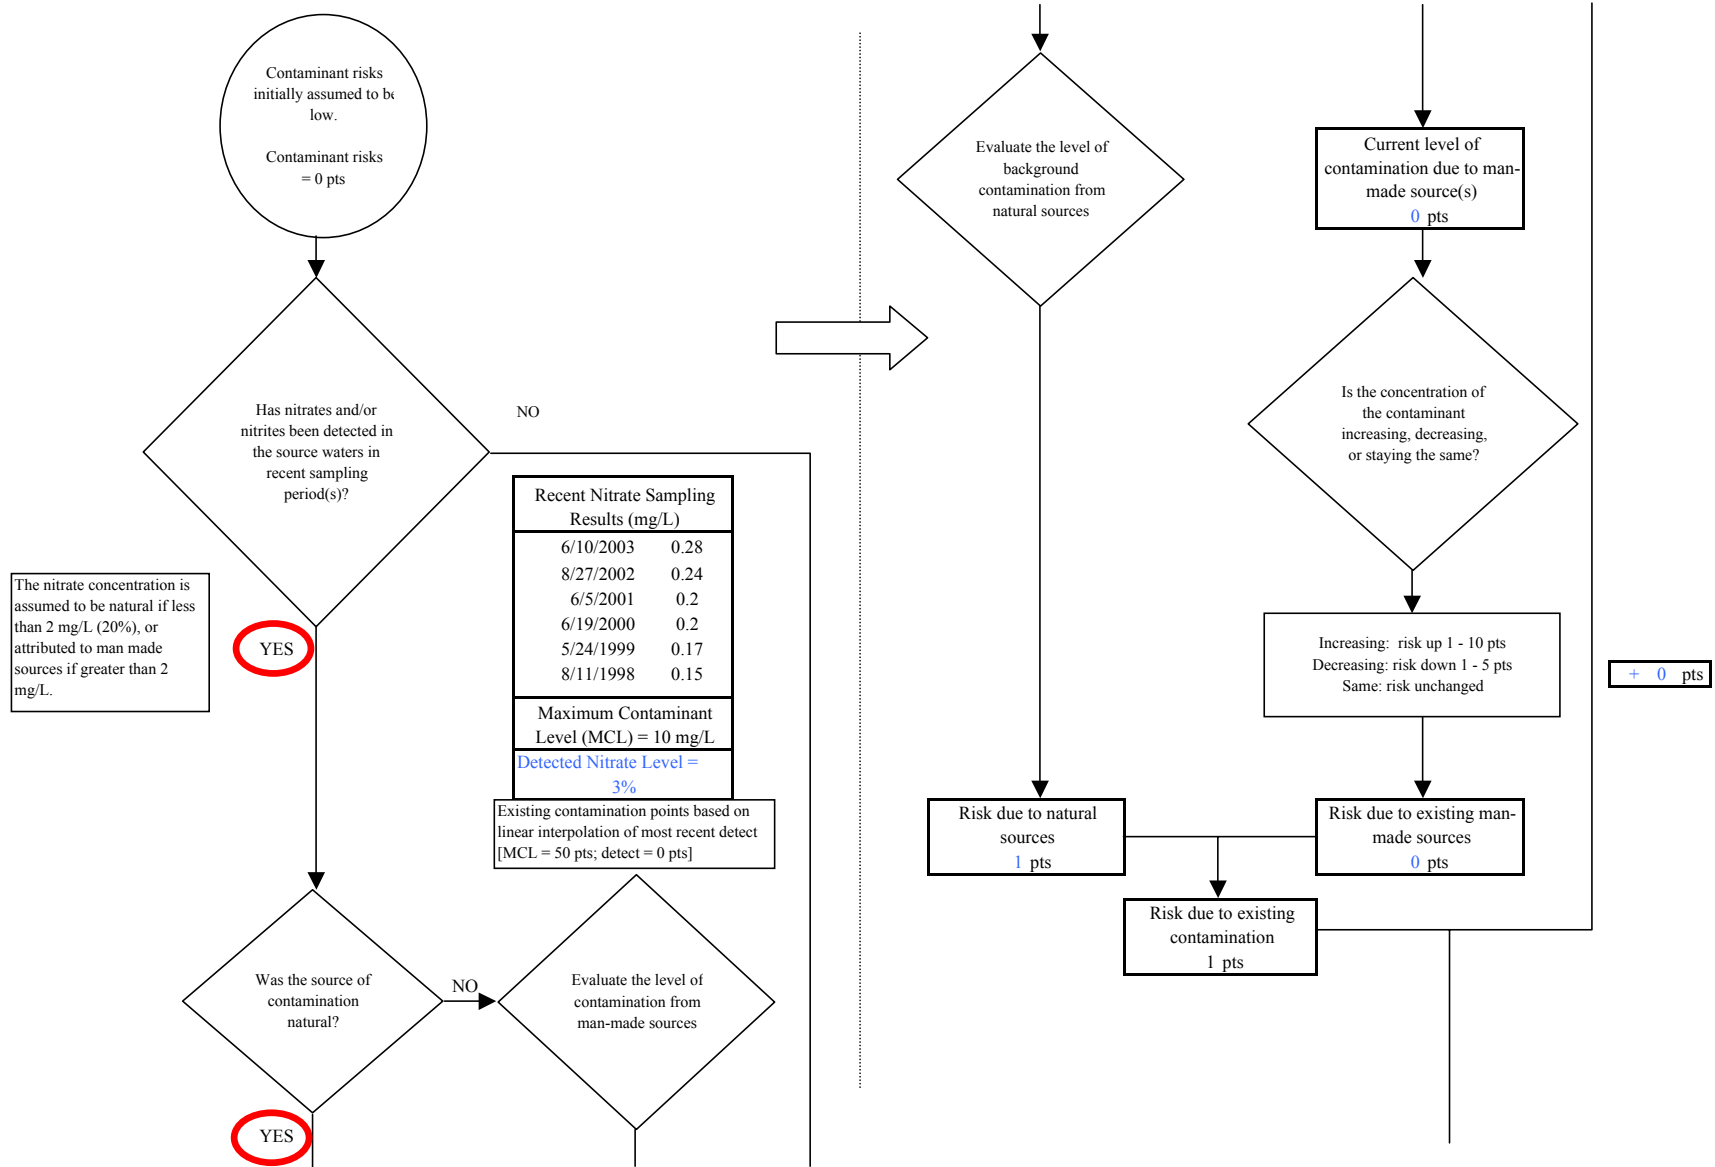 Contaminant risks
initially assumed to be
low.
Contaminant risks
= 0 pts
Has nitrates and/or
nitrites been detected in
the source waters in
recent sampling
period(s)?
NO
The nitrate concentration is
assumed to be natural if less
than 2 mg/L (20%), or
attributed to man made
sources if greater than 2
mg/L.
YES
Recent Nitrate Sampling
Results (mg/L)
6/10/2003 0.28
8/27/2002 0.24
6/5/2001 0.2
6/19/2000 0.2
5/24/1999 0.17
8/11/1998 0.15
Maximum Contaminant
Level (MCL) = 10 mg/L
Detected Nitrate Level =
3%
Existing contamination points based on
linear interpolation of most recent detect
[MCL = 50 pts; detect = 0 pts]
Was the source of
contamination
natural?
NO
Evaluate the level of
contamination from
man-made sources
YES
Evaluate the level of
background
contamination from
natural sources
Current level of
contamination due to man-
made source(s)
0 pts
Is the concentration of
the contaminant
increasing, decreasing,
or staying the same?
Increasing: risk up 1 - 10 pts
Decreasing: risk down 1 - 5 pts
Same: risk unchanged
+ 0 pts
Risk due to natural
sources
1 pts
Risk due to existing man-
made sources
0 pts
Risk due to existing
contamination
1 pts